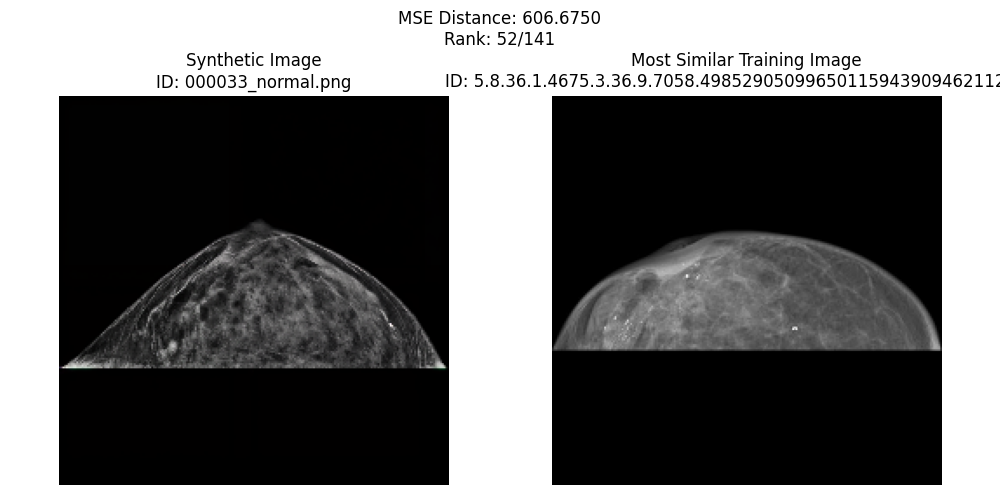 MSE Distance: 606.6750
Rank: 52/141
Synthetic Image
ID: 000033_normal.png
Most Similar Training Image
ID: 5.8.36.1.4675.3.36.9.7058.49852905099650115943909462112